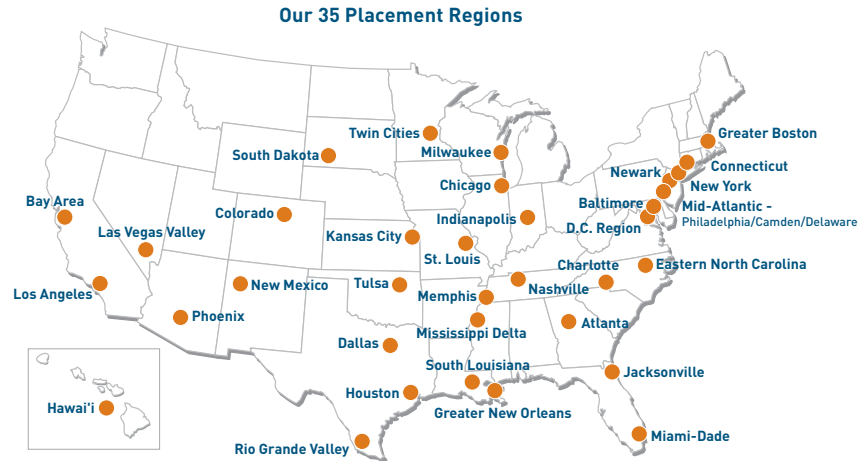 Our 35 Placement Regions
Twin Cities
Greater Boston
South Dakota
Milwaukee
Connecticut
Newark
Chicago
New York
Bay Area
Baltimore
Mid-Atlantic –
Philadelphia/Camden/Delaware
Colorado
Indianapolis
D.C. Region
Las Vegas Valley
Kansas City
St. Louis
Charlotte
Eastern North Carolina
Los Angeles
New Mexico
Tulsa
Nashville
Memphis
Phoenix
Mississippi Delta
Atlanta
Dallas
South Louisiana
Jacksonville
Houston
Hawai'i
Greater New Orleans
Miami-Dade
Rio Grande Valley